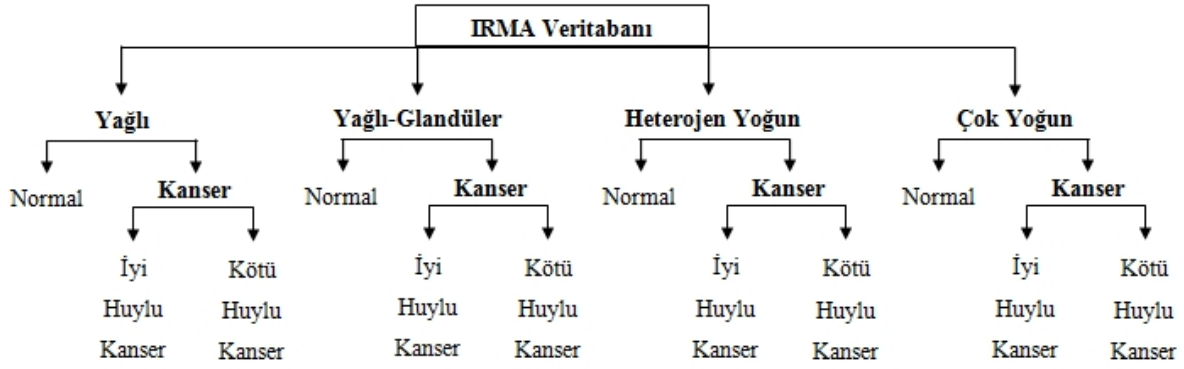 IRMA Veritabanı
Yağlı Yağlı-Glandüler Heterojen Yoğun Çok Yoğun
Normal Kanser Normal Kanser Normal Kanser Normal Kanser
İyi Kötü İyi Kötü İyi Kötü İyi Kötü
Huylu Huylu Huylu Huylu Huylu Huylu Huylu Huylu
Kanser Kanser Kanser Kanser Kanser Kanser Kanser Kanser